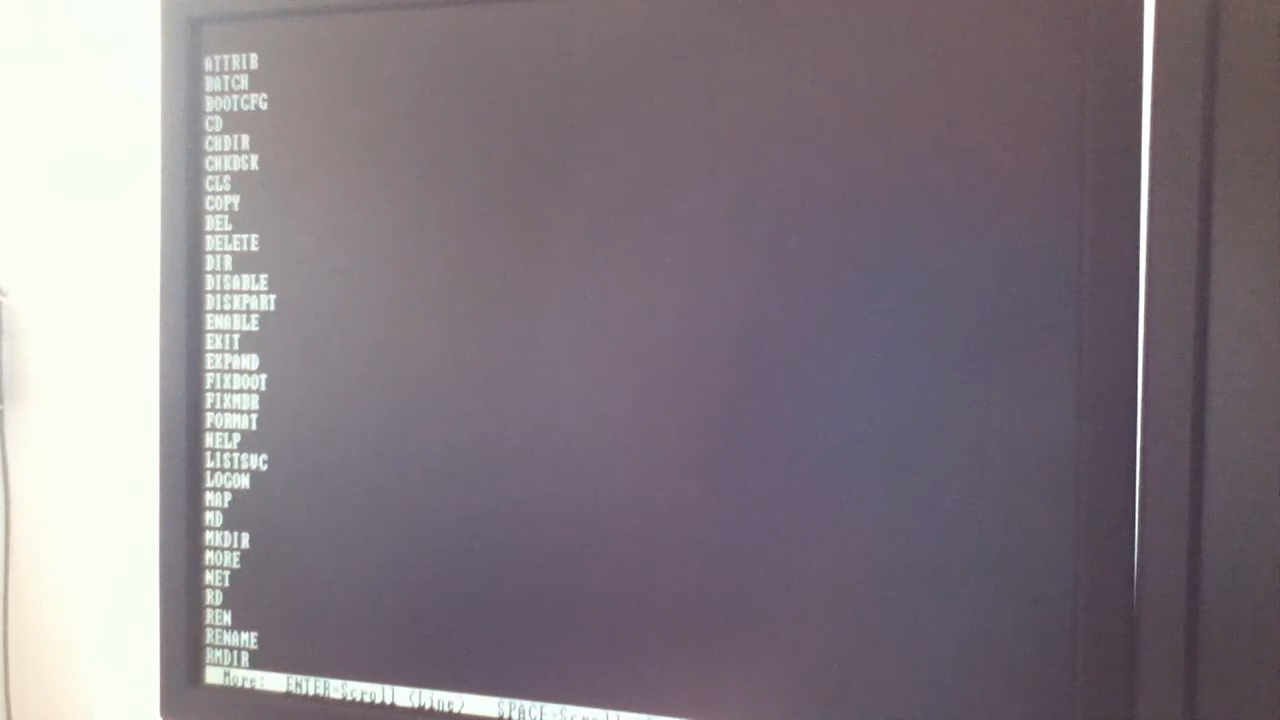 ATTRIB
BATCH
BOOTCFG
CD
CHDIR
CHKDSK
CLS
COPY
DEL
DELETE
DIR
DISABLE
DISKPART
ENABLE
EXIT
EXPAND
FIXBOOT
FIXMBR
FORMAT
HELP
LISTSVC
LOGON
MAP
MD
MKDIR
MORE
NET
RD
REN
RENAME
RMDIR
More: ENTER=Scroll (Line) SPACE=Scroll